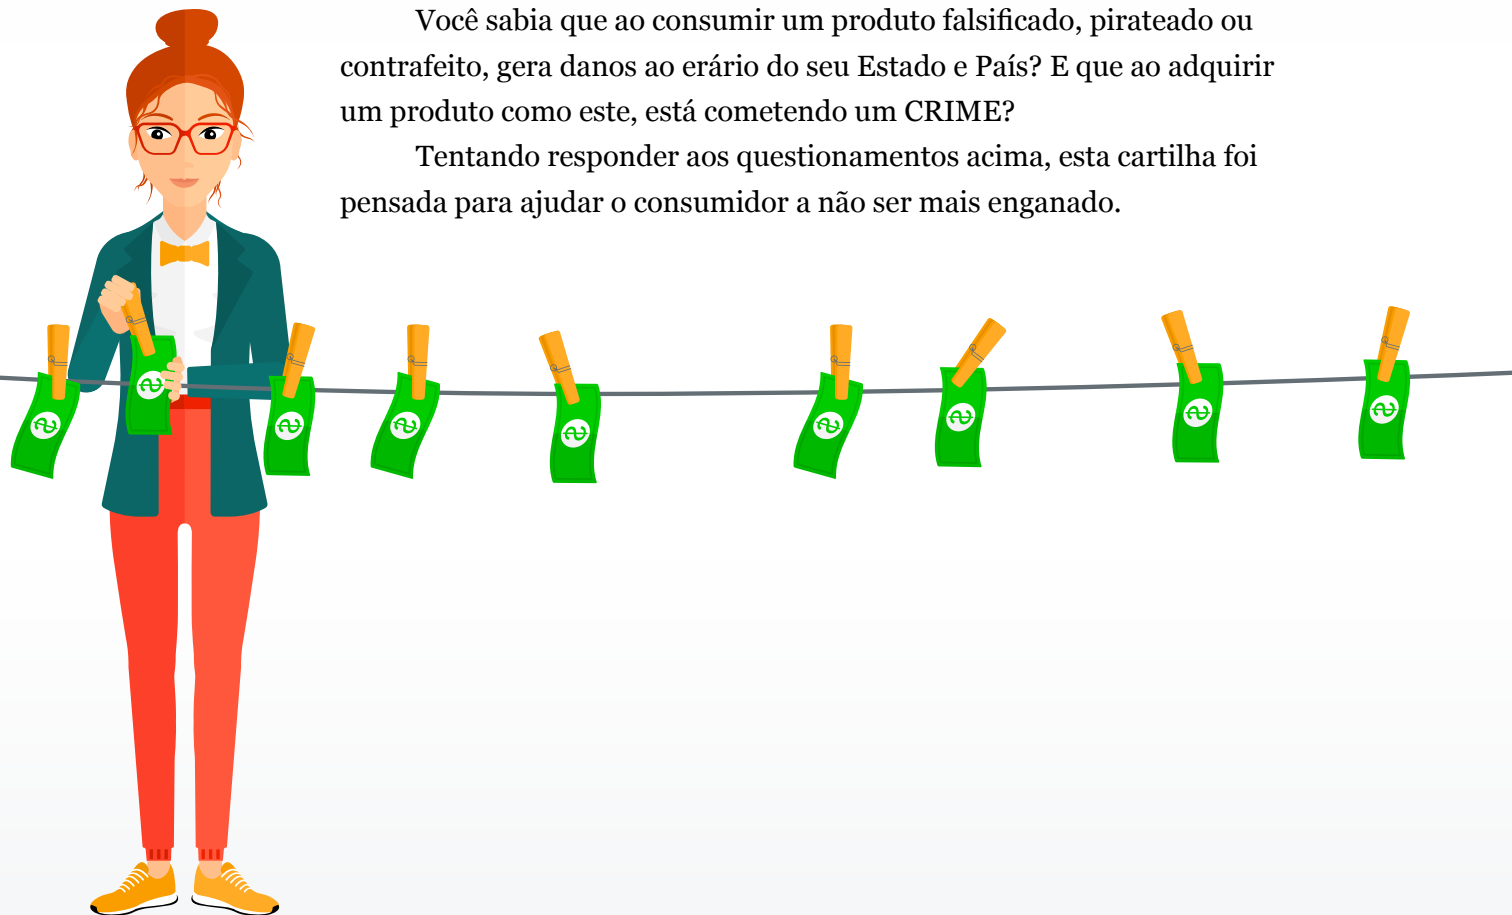 Você sabia que ao consumir um produto falsificado, pirateado ou
contrafeito, gera danos ao erário do seu Estado e País? E que ao adquirir
um produto como este, está cometendo um CRIME?
Tentando responder aos questionamentos acima, esta cartilha foi
pensada para ajudar o consumidor a não ser mais enganado.